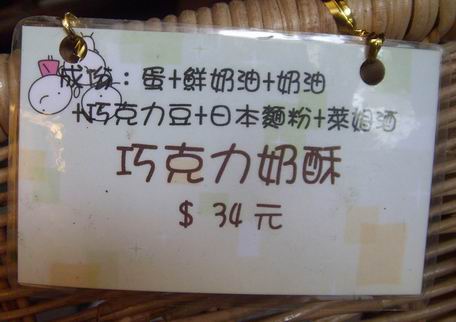 成份：蛋+鮮奶油+奶油
+巧克力豆+日本麵粉+萊姆酒
巧克力奶酥
$ 34 元